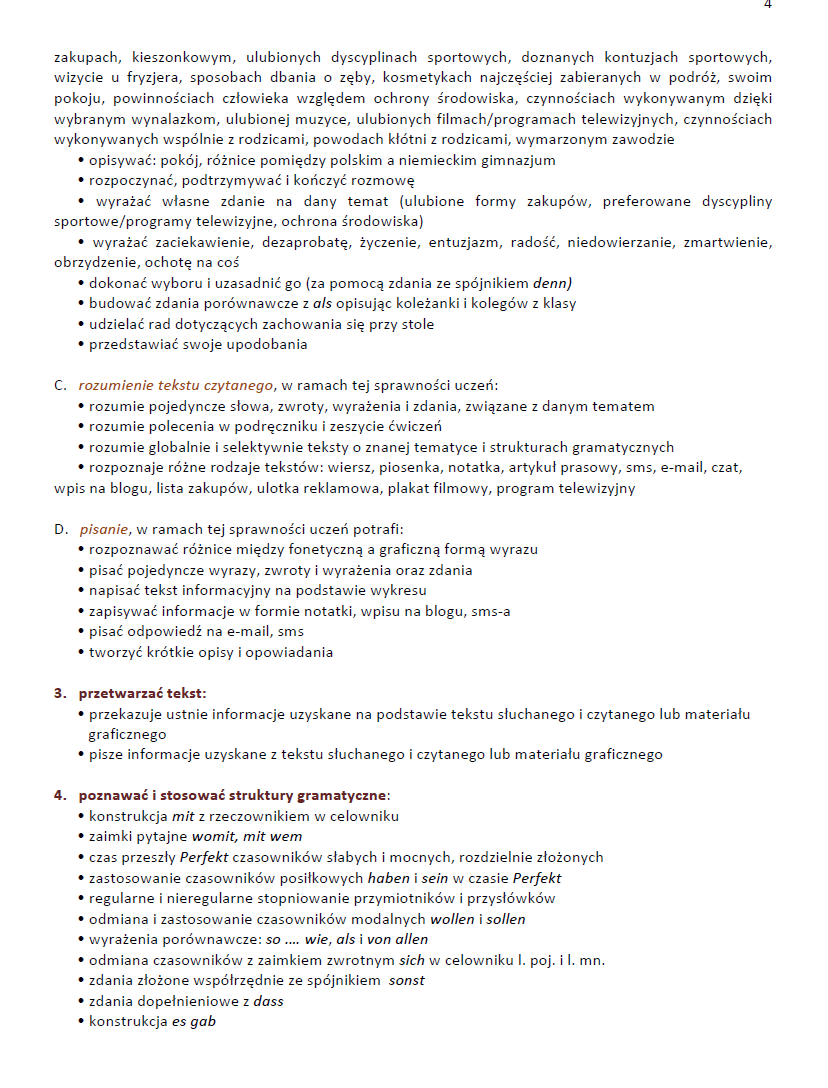 4
zakupach, kieszonkowym, ulubionych dyscyplinach sportowych, doznanych kontuzjach sportowych,
wizycie u fryzjera, sposobach dbania o zęby, kosmetykach najczęściej zabieranych w podróż, swoim
pokoju, powinnościach człowieka względem ochrony środowiska, czynnościach wykonywanym dzięki
wybranym wynalazkom, ulubionej muzyce, ulubionych filmach/programach telewizyjnych, czynnościach
wykonywanych wspólnie z rodzicami, powodach kłótni z rodzicami, wymarzonym zawodzie
• opisywać: pokój, różnice pomiędzy polskim a niemieckim gimnazjum
• rozpoczynać, podtrzymywać i kończyć rozmowę
• wyrażać własne zdanie na dany temat (ulubione formy zakupów, preferowane dyscypliny
sportowe/programy telewizyjne, ochrona środowiska)
• wyrażać zaciekawienie, dezaprobatę, życzenie, entuzjazm, radość, niedowierzanie, zmartwienie,
obrzydzenie, ochotę na coś
• dokonać wyboru i uzasadnić go (za pomocą zdania ze spójnikiem denn)
• budować zdania porównawcze z als opisując koleżanki i kolegów z klasy
• udzielać rad dotyczących zachowania się przy stole
• przedstawiać swoje upodobania
C. rozumienie tekstu czytanego, w ramach tej sprawności uczeń:
• rozumie pojedyncze słowa, zwroty, wyrażenia i zdania, związane z danym tematem
• rozumie polecenia w podręczniku i zeszycie ćwiczeń
• rozumie globalnie i selektywnie teksty o znanej tematyce i strukturach gramatycznych
• rozpoznaje różne rodzaje tekstów: wiersz, piosenka, notatka, artykuł prasowy, sms, e-mail, czat,
wpis na blogu, lista zakupów, ulotka reklamowa, plakat filmowy, program telewizyjny
D. pisanie, w ramach tej sprawności uczeń potrafi:
• rozpoznawać różnice między fonetyczną a graficzną formą wyrazu
• pisać pojedyncze wyrazy, zwroty i wyrażenia oraz zdania
• napisać tekst informacyjny na podstawie wykresu
• zapisywać informacje w formie notatki, wpisu na blogu, sms-a
• pisać odpowiedź na e-mail, sms
• tworzyć krótkie opisy i opowiadania
3. przetwarzać tekst:
• przekazuje ustnie informacje uzyskane na podstawie tekstu słuchanego i czytanego lub materiału
graficznego
• pisze informacje uzyskane z tekstu słuchanego i czytanego lub materiału graficznego
4. poznawać i stosować struktury gramatyczne:
• konstrukcja mit z rzeczownikiem w celowniku
• zaimki pytajne womit, mit wem
• czas przeszły Perfekt czasowników słabych i mocnych, rozdzielnie złożonych
• zastosowanie czasowników posiłkowych haben i sein w czasie Perfekt
• regularne i nieregularne stopniowanie przymiotników i przysłówków
• odmiana i zastosowanie czasowników modalnych wollen i sollen
• wyrażenia porównawcze: so .... wie, als i von allen
• odmiana czasowników z zaimkiem zwrotnym sich w celowniku l. poj. i l. mn.
• zdania złożone współrzędnie ze spójnikiem sonst
• zdania dopełnieniowe z dass
• konstrukcja es gab